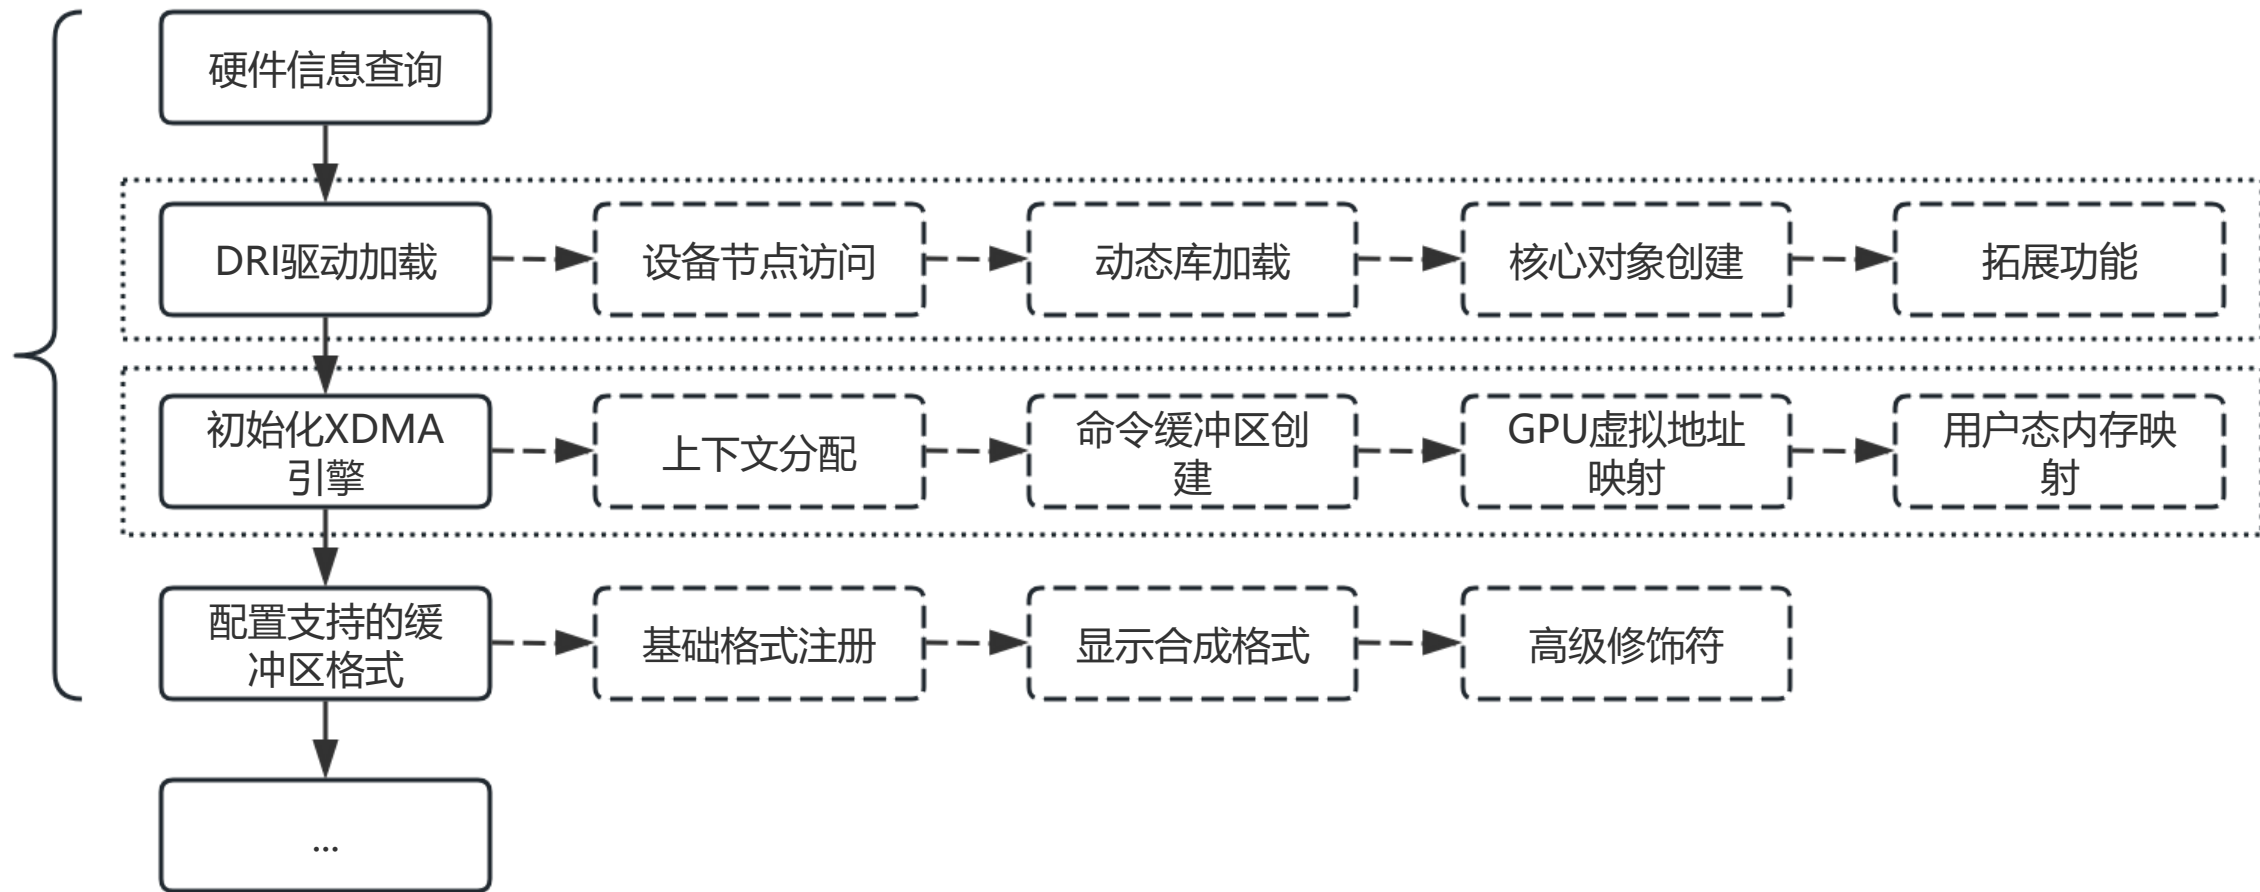 硬件信息查询
DRI驱动加载
设备节点访问
动态库加载
核心对象创建
拓展功能
初始化XDMA
引擎
上下文分配
命令缓冲区创
建
GPU虚拟地址
映射
用户态内存映
射
配置支持的缓
冲区格式
基础格式注册
显示合成格式
高级修饰符
...